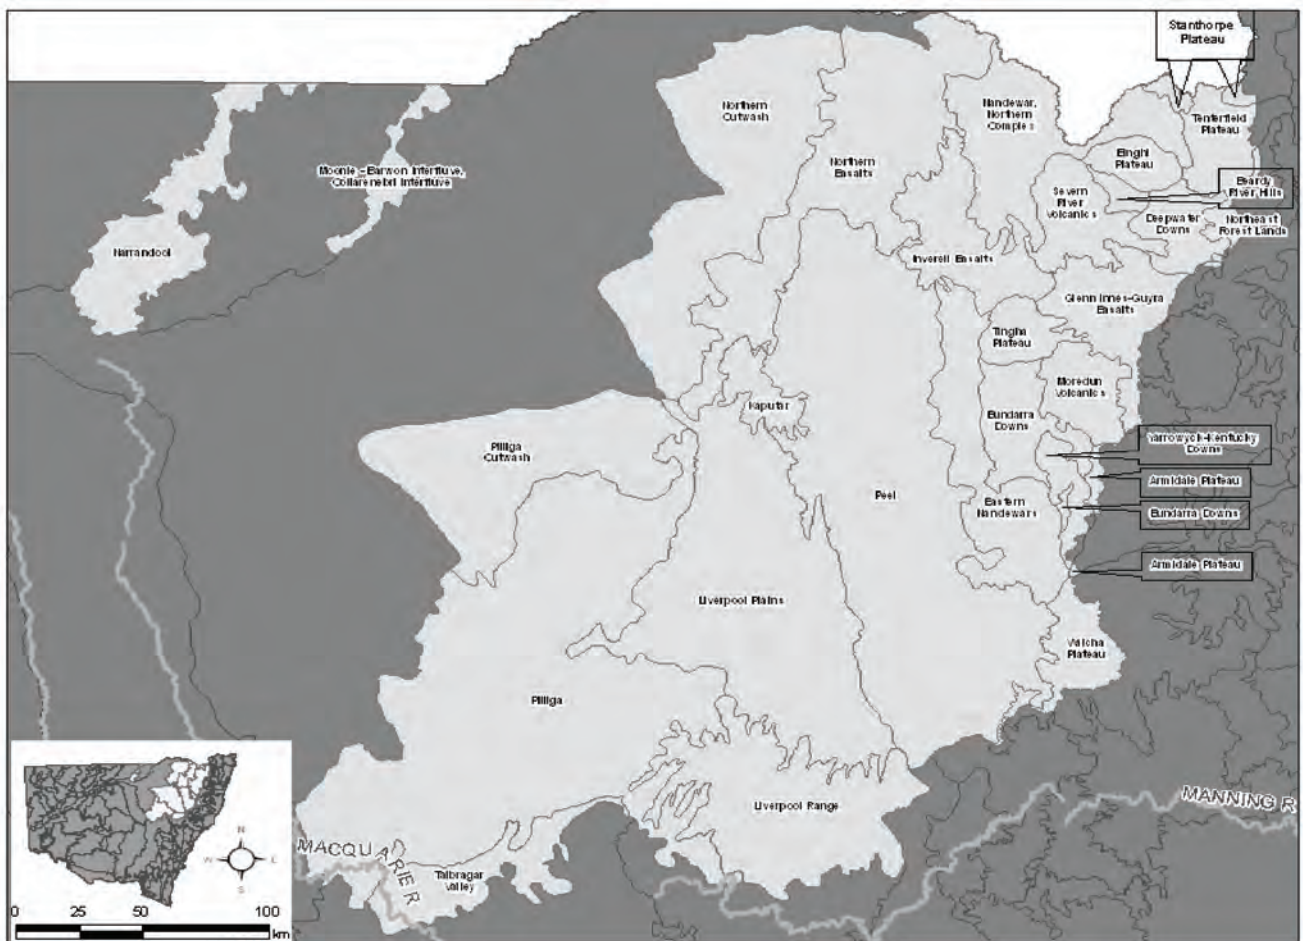 Stanthorpe
Plateau
Northern
Outwash
Nandewar,
Northern
Complex
Tenterfield
Plateau
Moonie - Barwon Interfluve,
Collarenebri Interfluve
Northern
Basalts
Binghi
Plateau
Beardy
River Hills
Severn
River
Volcanics
Deepwater
Downs
Northeast
Forest Lands
Narrandool
Inverell Basalts
Glenn Innes-Guyra
Basalts
Tingha
Plateau
Moredun
Volcanics
Kaputar
Bundarra
Downs
Pilliga
Outwash
Yarrowyck-Kentucky
Downs
Armidale Plateau
Peel
Eastern
Nandewars
Bundarra Downs
Armidale Plateau
Liverpool Plains
Walcha
Plateau
Pilliga
Liverpool Range
MANNING R
MACQUARIE R
Talbragar
Valley
N
W
E
S
0 25 50 100
km